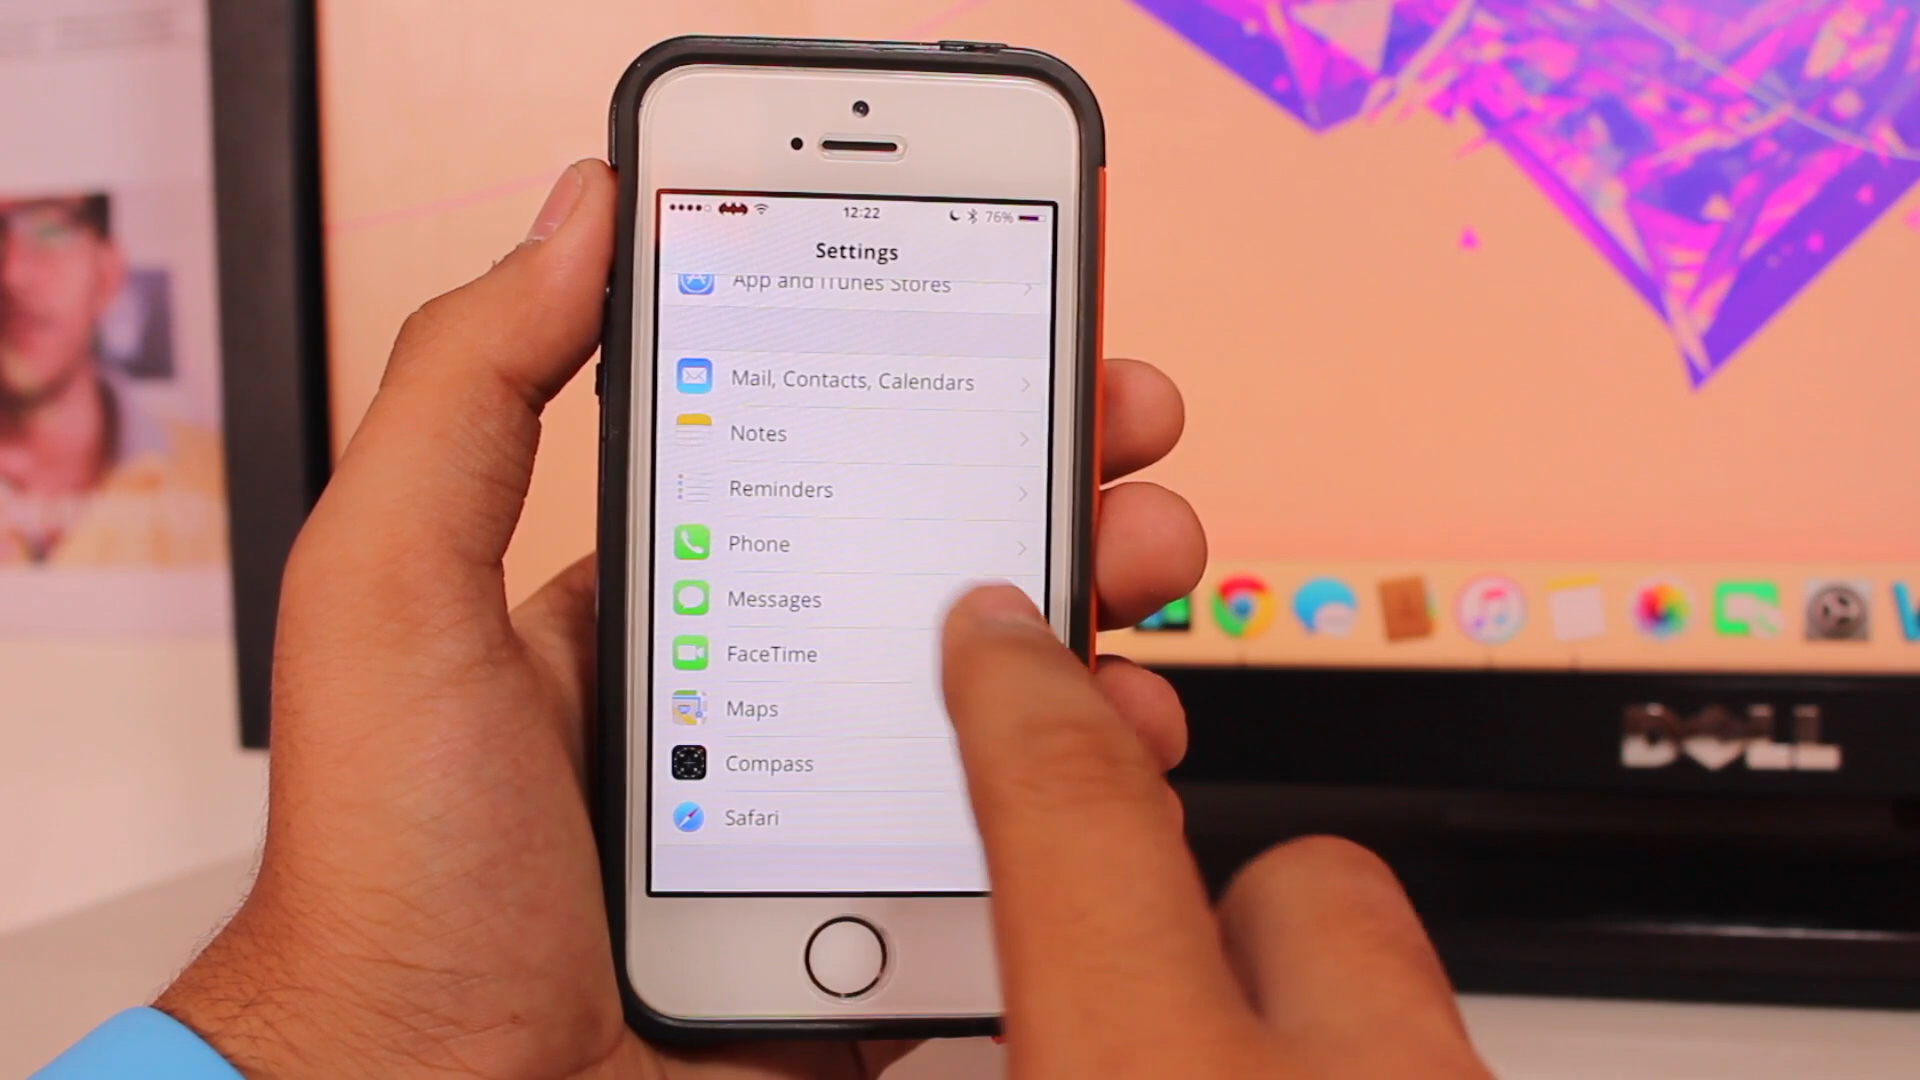 12:22
76%
Settings
App and iTunes Stores
Mail, Contacts, Calendars
Notes
Reminders
Phone
Messages
FaceTime
Maps
Compass
Safari
DELL